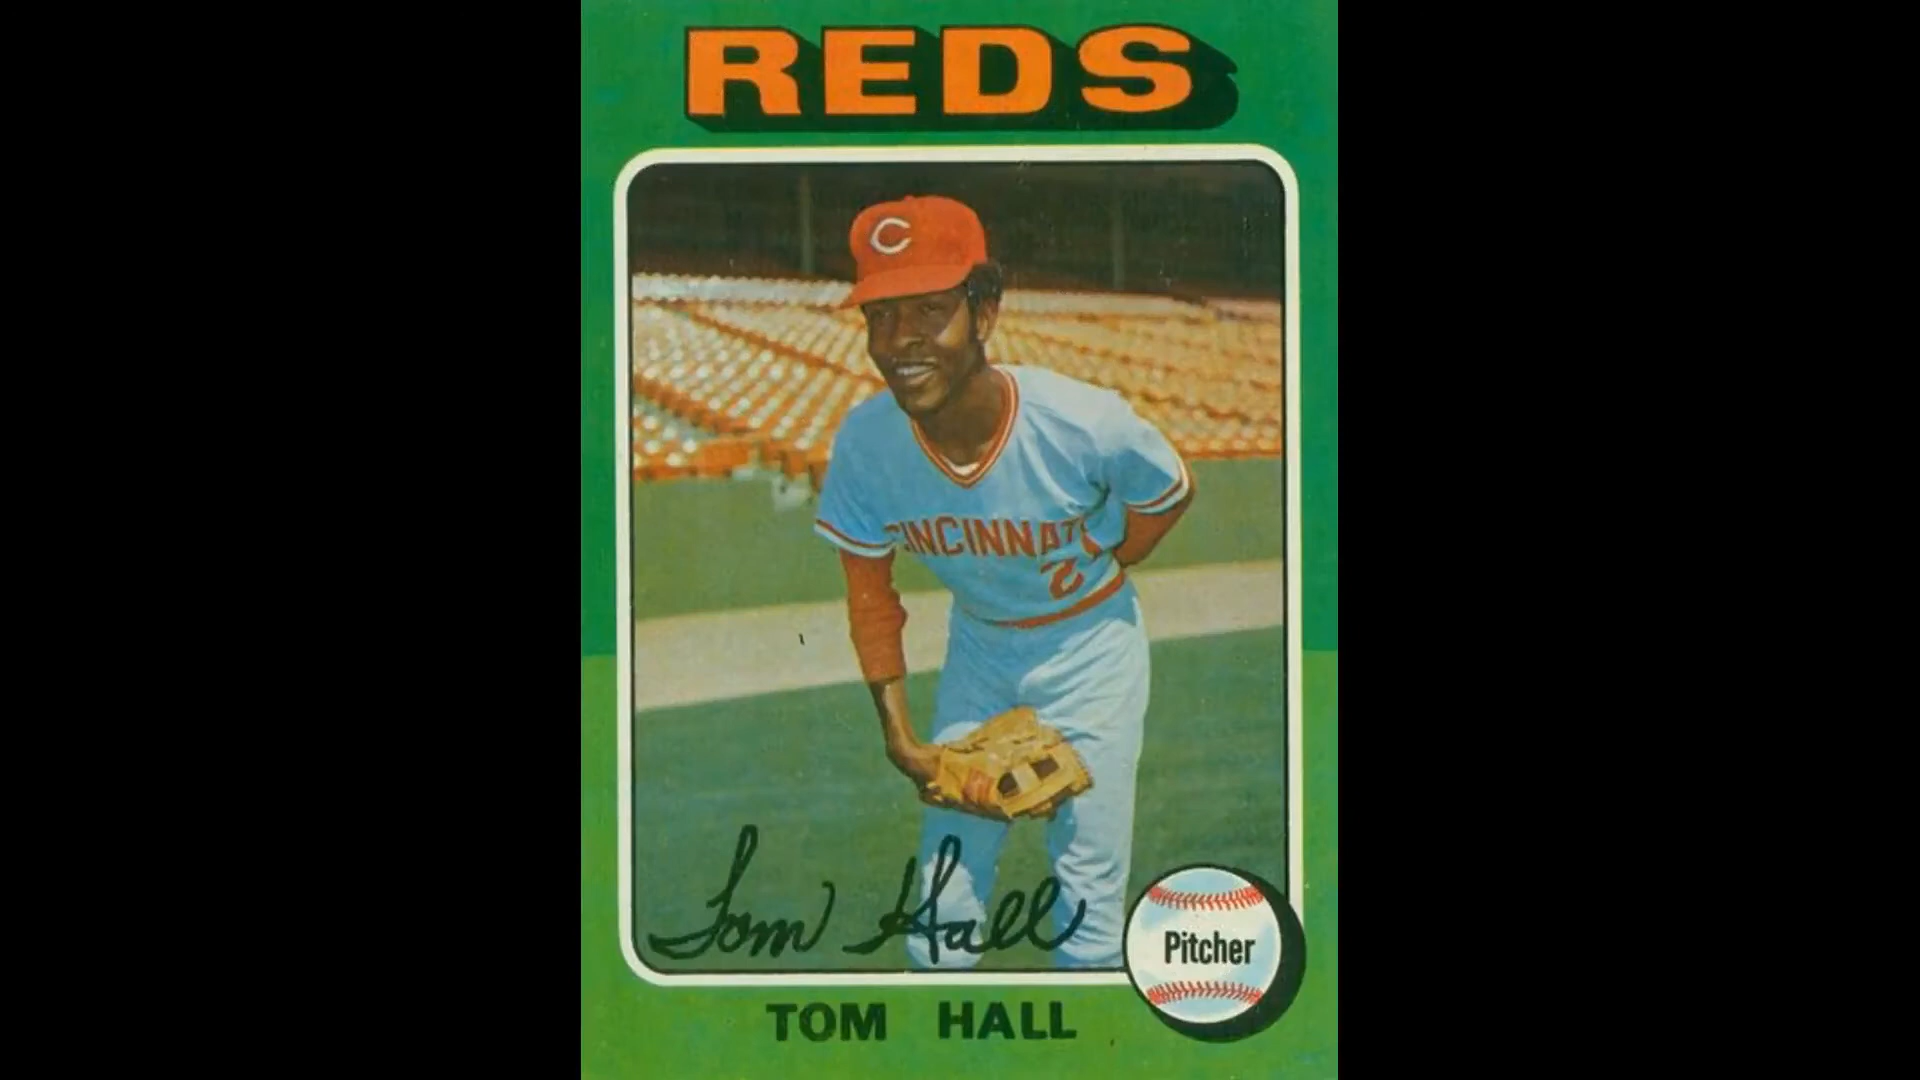 REDS
C
CINCINNATI
2
Tom Hall
Pitcher
TOM HALL